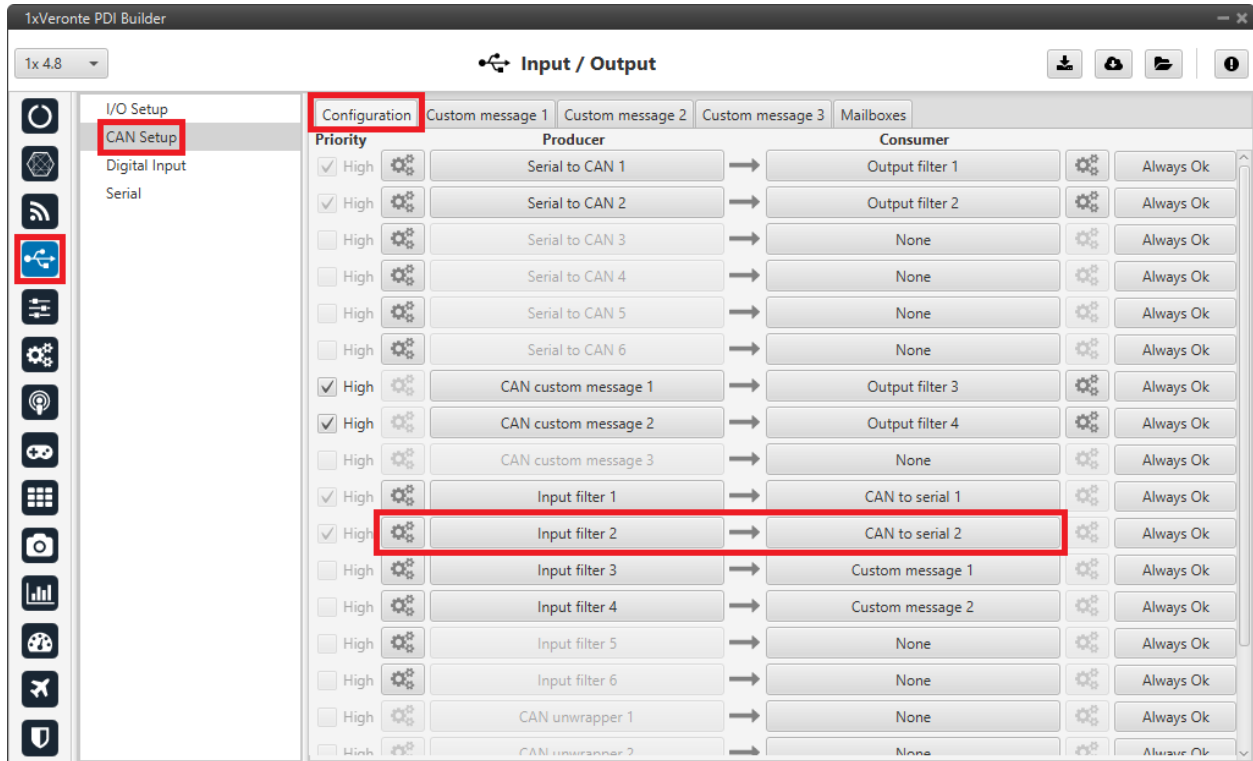 1xVeronte PDI Builder
1x 4.8 Input / Output
I/O Setup
CAN Setup
Digital Input
Serial
Configuration Custom message 1 Custom message 2 Custom message 3 Mailboxes
Priority Producer Consumer
High Serial to CAN 1 Output filter 1 Always Ok
High Serial to CAN 2 Output filter 2 Always Ok
High Serial to CAN 3 None Always Ok
High Serial to CAN 4 None Always Ok
High Serial to CAN 5 None Always Ok
High Serial to CAN 6 None Always Ok
High CAN custom message 1 Output filter 3 Always Ok
High CAN custom message 2 Output filter 4 Always Ok
High CAN custom message 3 None Always Ok
High Input filter 1 CAN to serial 1 Always Ok
High Input filter 2 CAN to serial 2 Always Ok
High Input filter 3 Custom message 1 Always Ok
High Input filter 4 Custom message 2 Always Ok
High Input filter 5 None Always Ok
High Input filter 6 None Always Ok
High CAN unwrapper 1 None Always Ok
High CAN unwrapper 2 None Always Ok